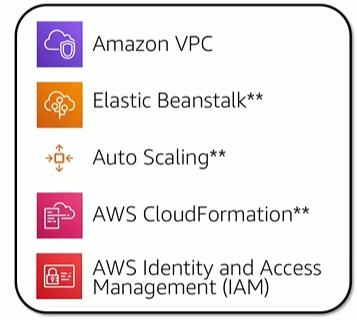 Amazon VPC
Elastic Beanstalk**
Auto Scaling**
AWS CloudFormation**
AWS Identity and Access
Management (IAM)